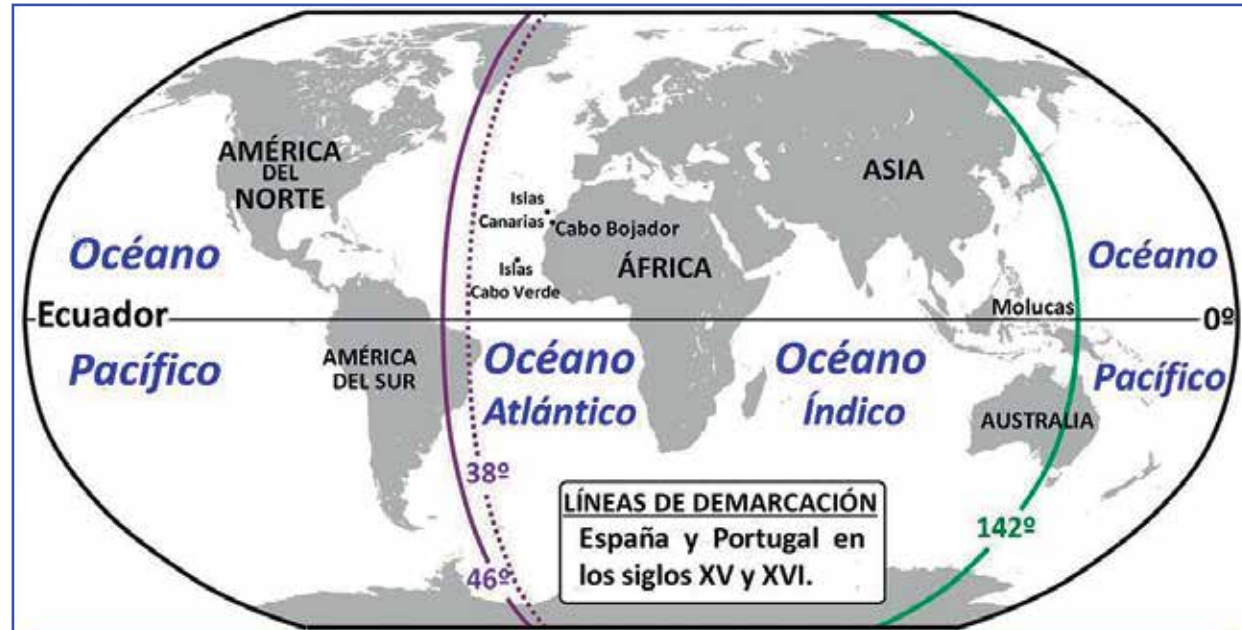 AMÉRICA
DEL
NORTE
ASIA
Islas
Canarias
Cabo Bojador
ÁFRICA
Islas
Cabo Verde
Océano
Océano
Ecuador
Molucas
0º
Pacífico
AMÉRICA
DEL SUR
Océano
Atlántico
Océano
Índico
Pacífico
AUSTRALIA
38º
46º
142º
LÍNEAS DE DEMARCACIÓN
España y Portugal en
los siglos XV y XVI.